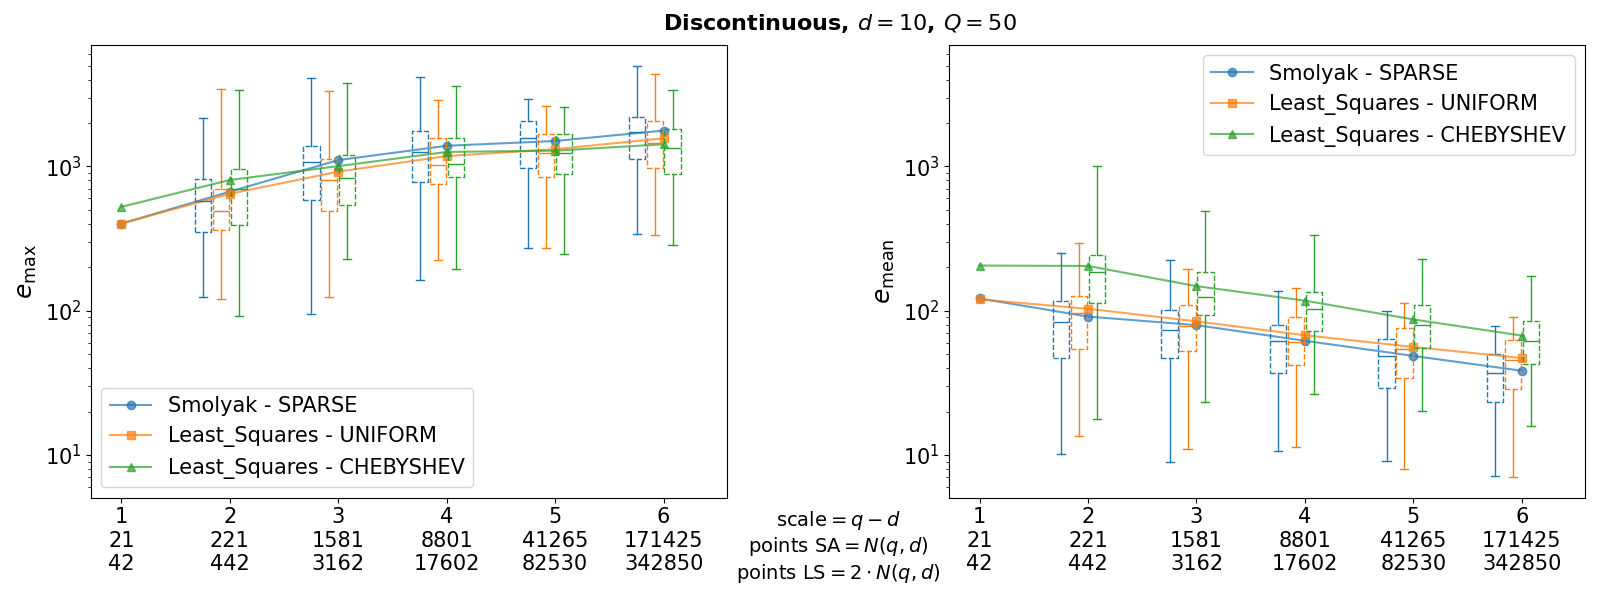 Discontinuous, d = 10, Q = 50
e_max
10³
10²
10¹
Smolyak - SPARSE
Least_Squares - UNIFORM
Least_Squares - CHEBYSHEV
1 2 3 4 5 6
21 221 1581 8801 41265 171425
42 442 3162 17602 82530 342850
scale = q − d
points SA = N(q, d)
points LS = 2 · N(q, d)
e_mean
10³
10²
10¹
Smolyak - SPARSE
Least_Squares - UNIFORM
Least_Squares - CHEBYSHEV
1 2 3 4 5 6
21 221 1581 8801 41265 171425
42 442 3162 17602 82530 342850